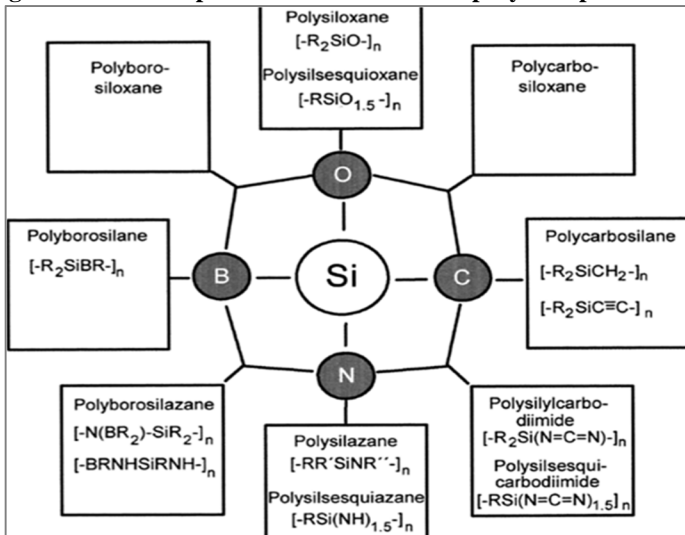 Polysiloxane
[-R₂SiO-]ₙ
Polysilsesquioxane
[-RSiO₁.₅-]ₙ
Polyboro-
siloxane
Polycarbo-
siloxane
O
Polyborosilane
[-R₂SiBR-]ₙ
B
Si
C
Polycarbosilane
[-R₂SiCH₂-]ₙ
[-R₂SiC≡C-]ₙ
N
Polyborosilazane
[-N(BR₂)-SiR₂-]ₙ
[-BRNHSiRNH-]ₙ
Polysilazane
[-RR´SiNR´´-]ₙ
Polysilsesquiazane
[-RSi(NH)₁.₅-]ₙ
Polysilylcarbo-
diimide
[-R₂Si(N=C=N)-]ₙ
Polysilsesqui
carbodiimide
[-RSi(N=C=N)₁.₅]ₙ